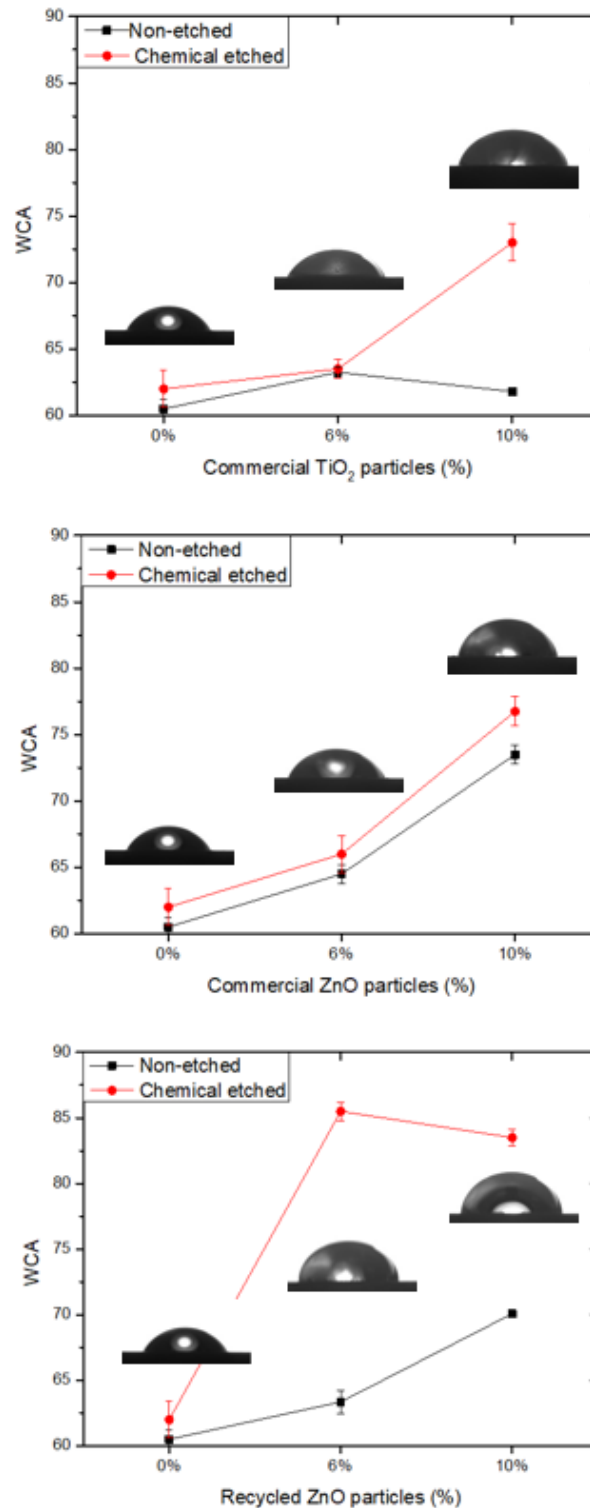 90
Non-etched
Chemical etched
85
80
75
WCA
70
65
60
0% 6% 10%
Commercial TiO₂ particles (%)
90
Non-etched
Chemical etched
85
80
75
WCA
70
65
60
0% 6% 10%
Commercial ZnO particles (%)
90
Non-etched
Chemical etched
85
80
75
WCA
70
65
60
0% 6% 10%
Recycled ZnO particles (%)